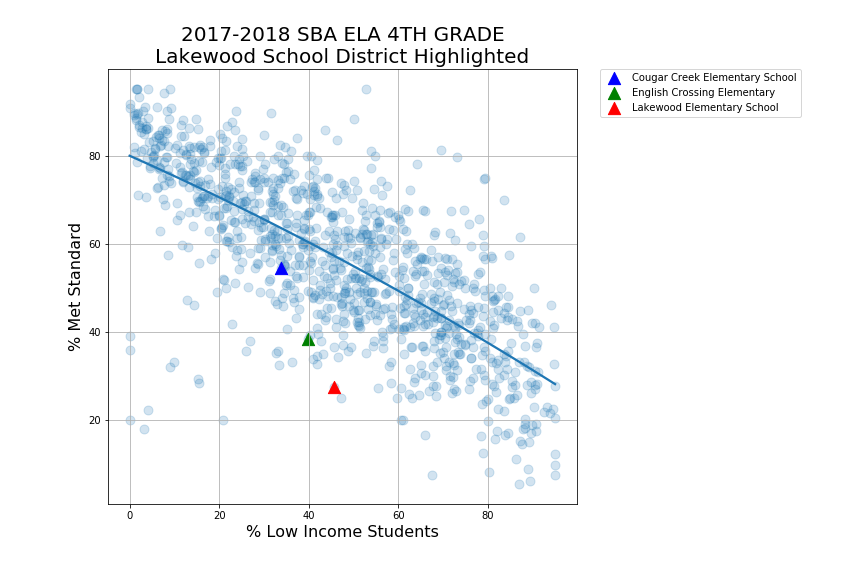 2017-2018 SBA ELA 4TH GRADE
Lakewood School District Highlighted
Cougar Creek Elementary School
English Crossing Elementary
Lakewood Elementary School
% Met Standard
80
60
40
20
0 20 40 60 80
% Low Income Students